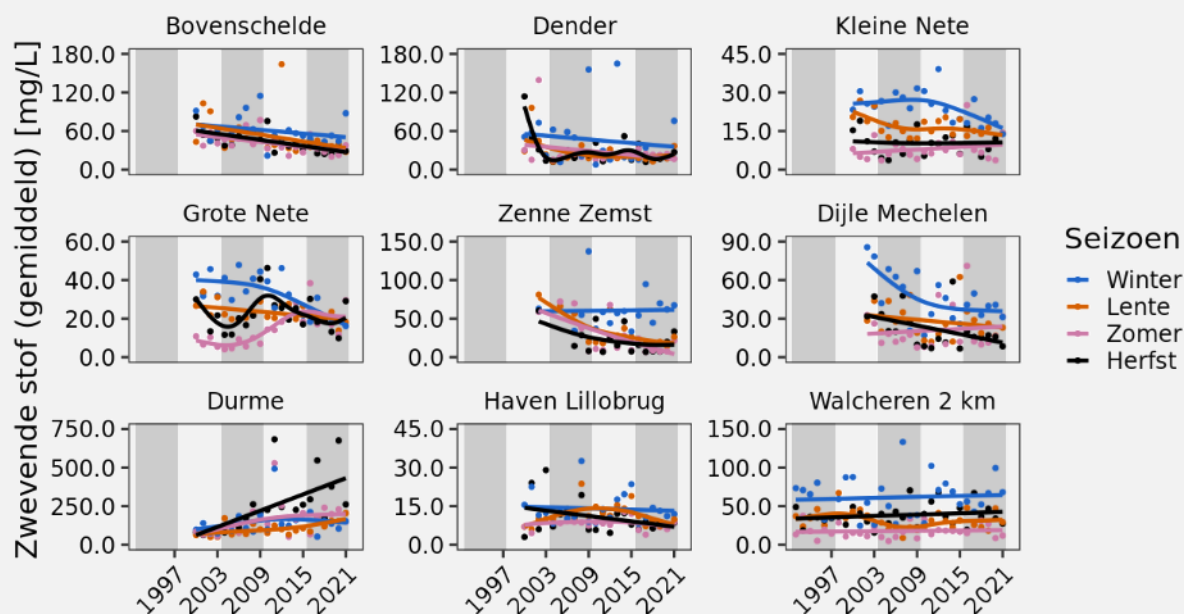 Zwevende stof (gemiddeld) [mg/L]
Bovenschelde
180.0
120.0
60.0
0.0
Dender
180.0
120.0
60.0
0.0
Kleine Nete
45.0
30.0
15.0
0.0
Grote Nete
60.0
40.0
20.0
0.0
Zenne Zemst
150.0
100.0
50.0
0.0
Dijle Mechelen
90.0
60.0
30.0
0.0
Durme
750.0
500.0
250.0
0.0
Haven Lillobrug
45.0
30.0
15.0
0.0
Walcheren 2 km
150.0
100.0
50.0
0.0
1997 2003 2009 2015 2021
1997 2003 2009 2015 2021
1997 2003 2009 2015 2021
Seizoen
Winter
Lente
Zomer
Herfst